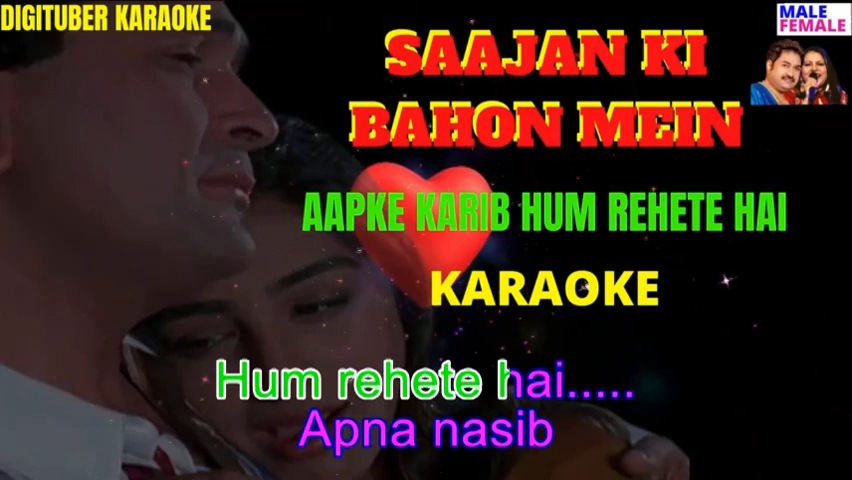 DIGITUBER KARAOKE
MALE
FEMALE
SAAJAN KI
BAHON MEIN
AAPKE KARIB HUM REHETE HAI
KARAOKE
Hum rehete hai.....
Apna nasib